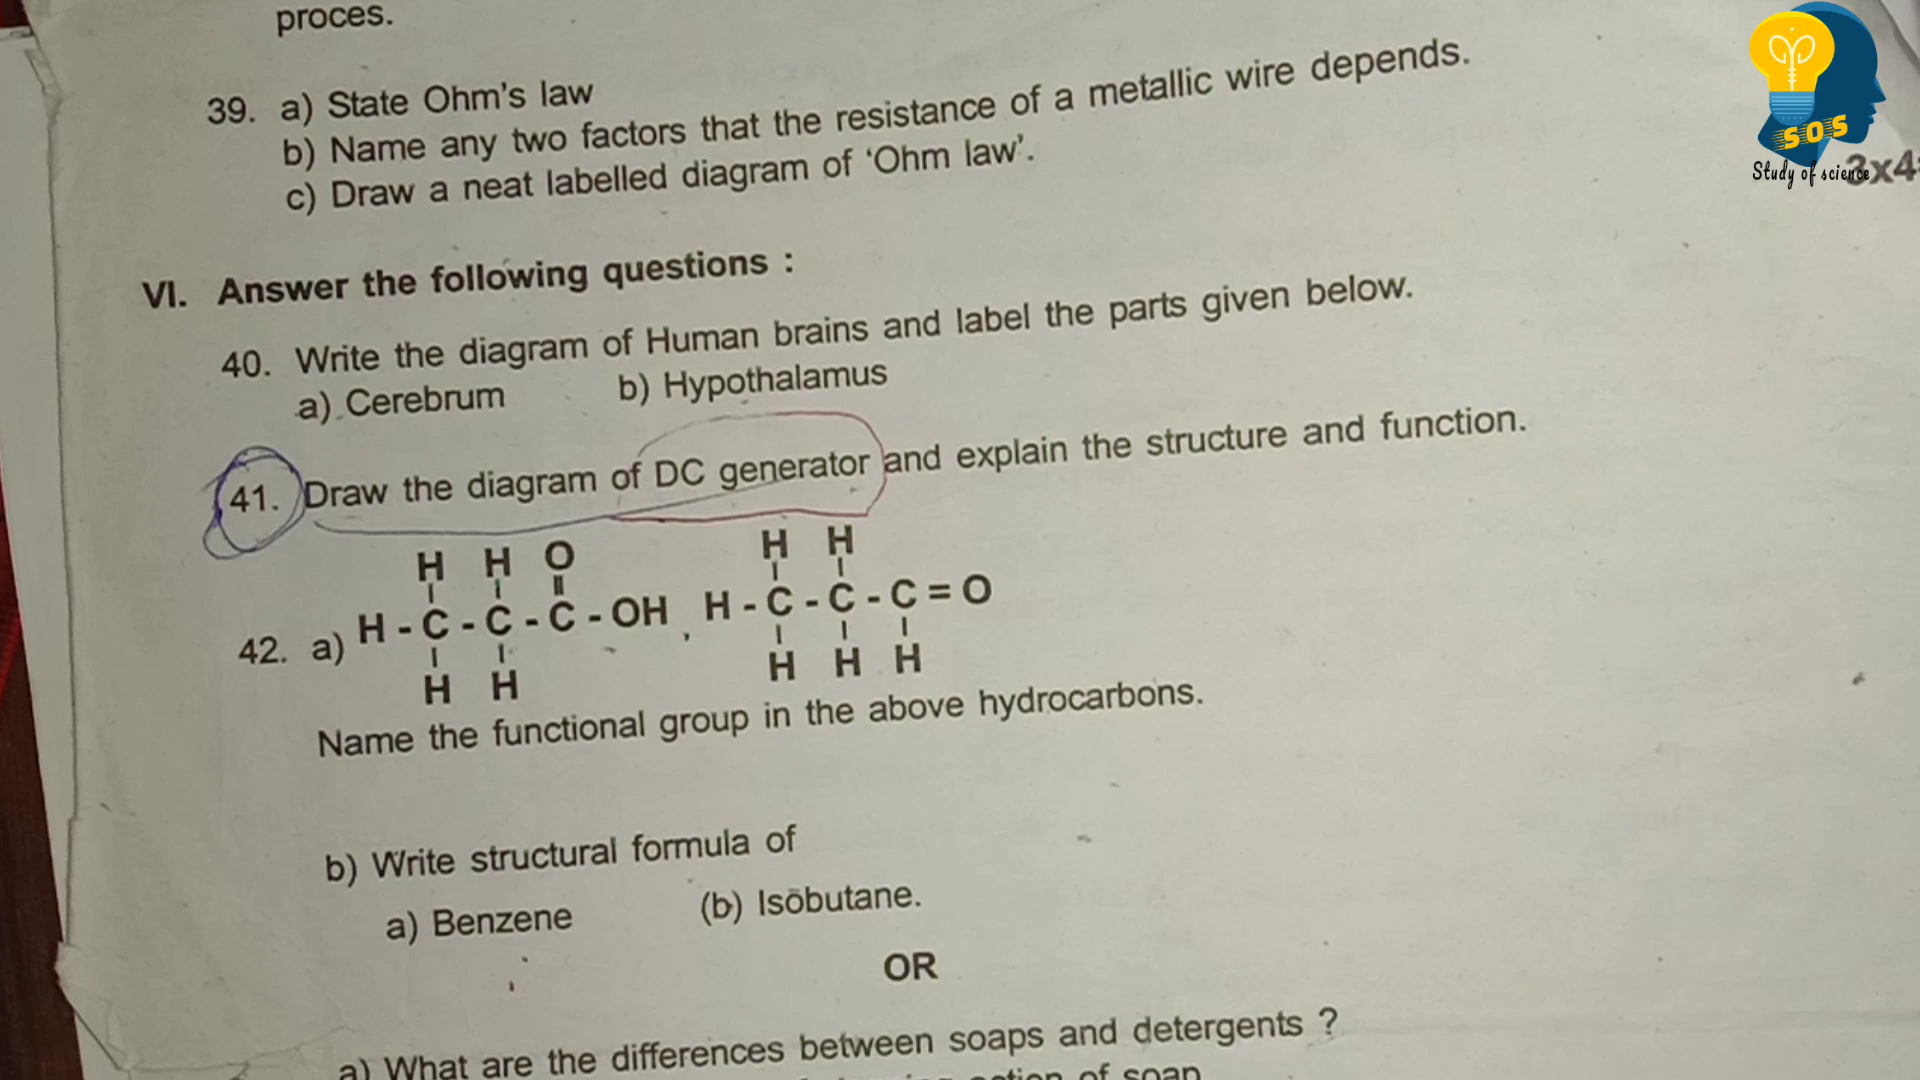 proces.
39. a) State Ohm's law
b) Name any two factors that the resistance of a metallic wire depends.
c) Draw a neat labelled diagram of 'Ohm law'.
SOS
Study of science
3x4
VI. Answer the following questions :
40. Write the diagram of Human brains and label the parts given below.
a) Cerebrum b) Hypothalamus
41. Draw the diagram of DC generator and explain the structure and function.
H H O H H
42. a) H - C - C - C - OH , H - C - C - C = O
H H H H H
Name the functional group in the above hydrocarbons.
b) Write structural formula of
a) Benzene (b) Isobutane.
OR
a) What are the differences between soaps and detergents ?
of soap